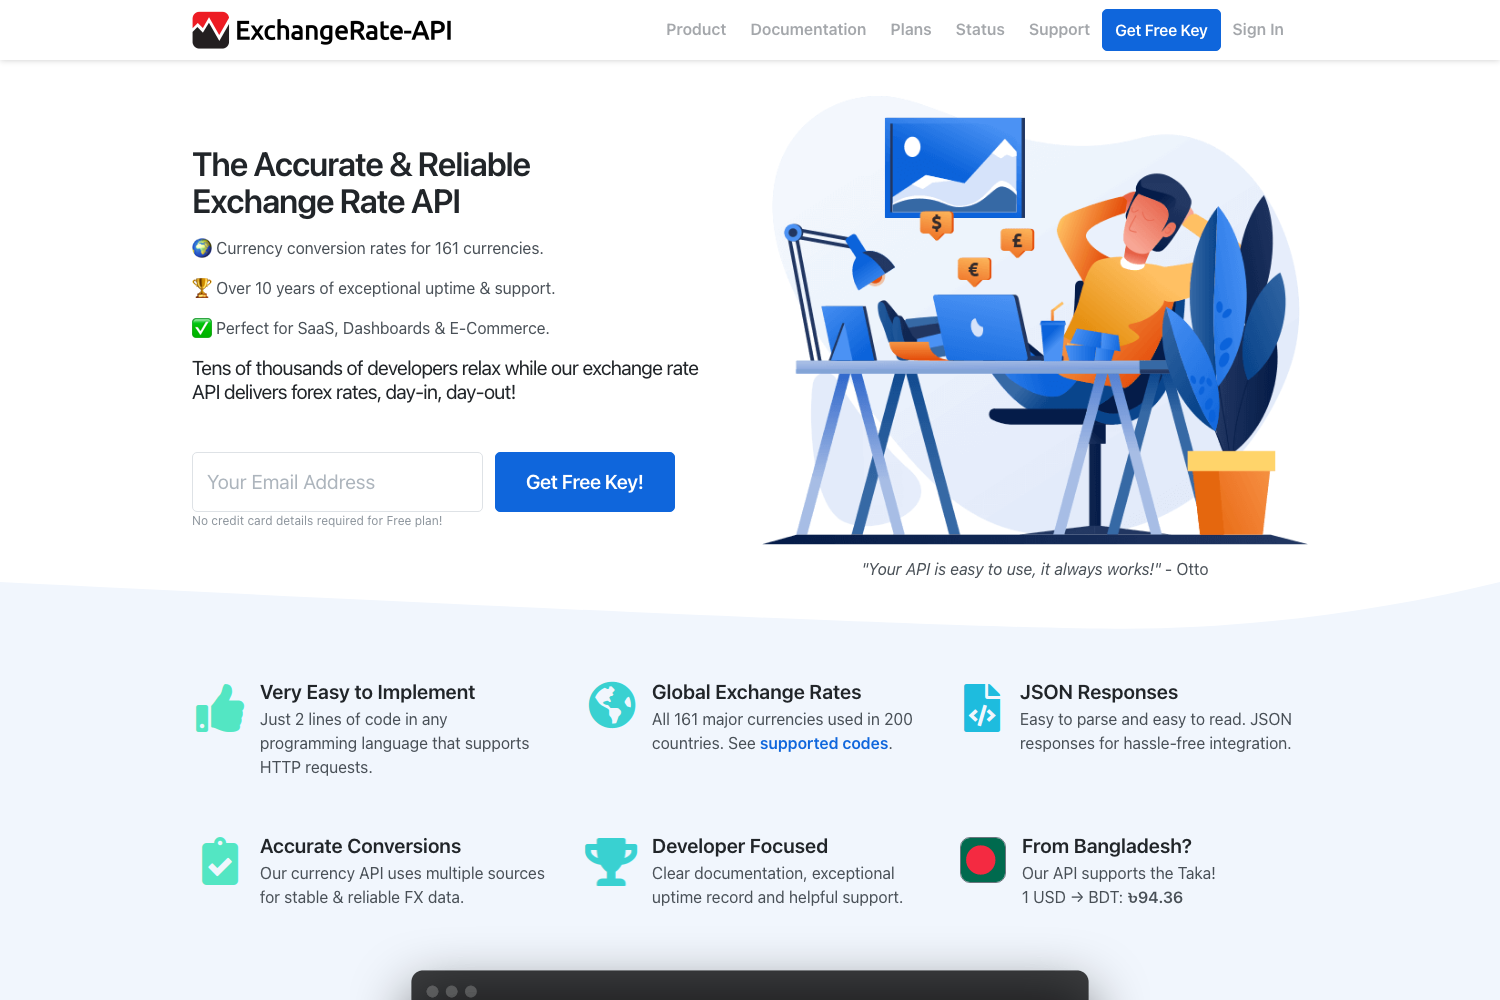 ExchangeRate-API
Product
Documentation
Plans
Status
Support
Get Free Key
Sign In
The Accurate & Reliable
Exchange Rate API
🌍 Currency conversion rates for 161 currencies.
🏆 Over 10 years of exceptional uptime & support.
✅ Perfect for SaaS, Dashboards & E-Commerce.
Tens of thousands of developers relax while our exchange rate
API delivers forex rates, day-in, day-out!
Your Email Address
Get Free Key!
No credit card details required for Free plan!
$
£
€
"Your API is easy to use, it always works!" - Otto
Very Easy to Implement
Just 2 lines of code in any
programming language that supports
HTTP requests.
Global Exchange Rates
All 161 major currencies used in 200
countries. See supported codes.
JSON Responses
Easy to parse and easy to read. JSON
responses for hassle-free integration.
Accurate Conversions
Our currency API uses multiple sources
for stable & reliable FX data.
Developer Focused
Clear documentation, exceptional
uptime record and helpful support.
From Bangladesh?
Our API supports the Taka!
1 USD → BDT: ৳94.36